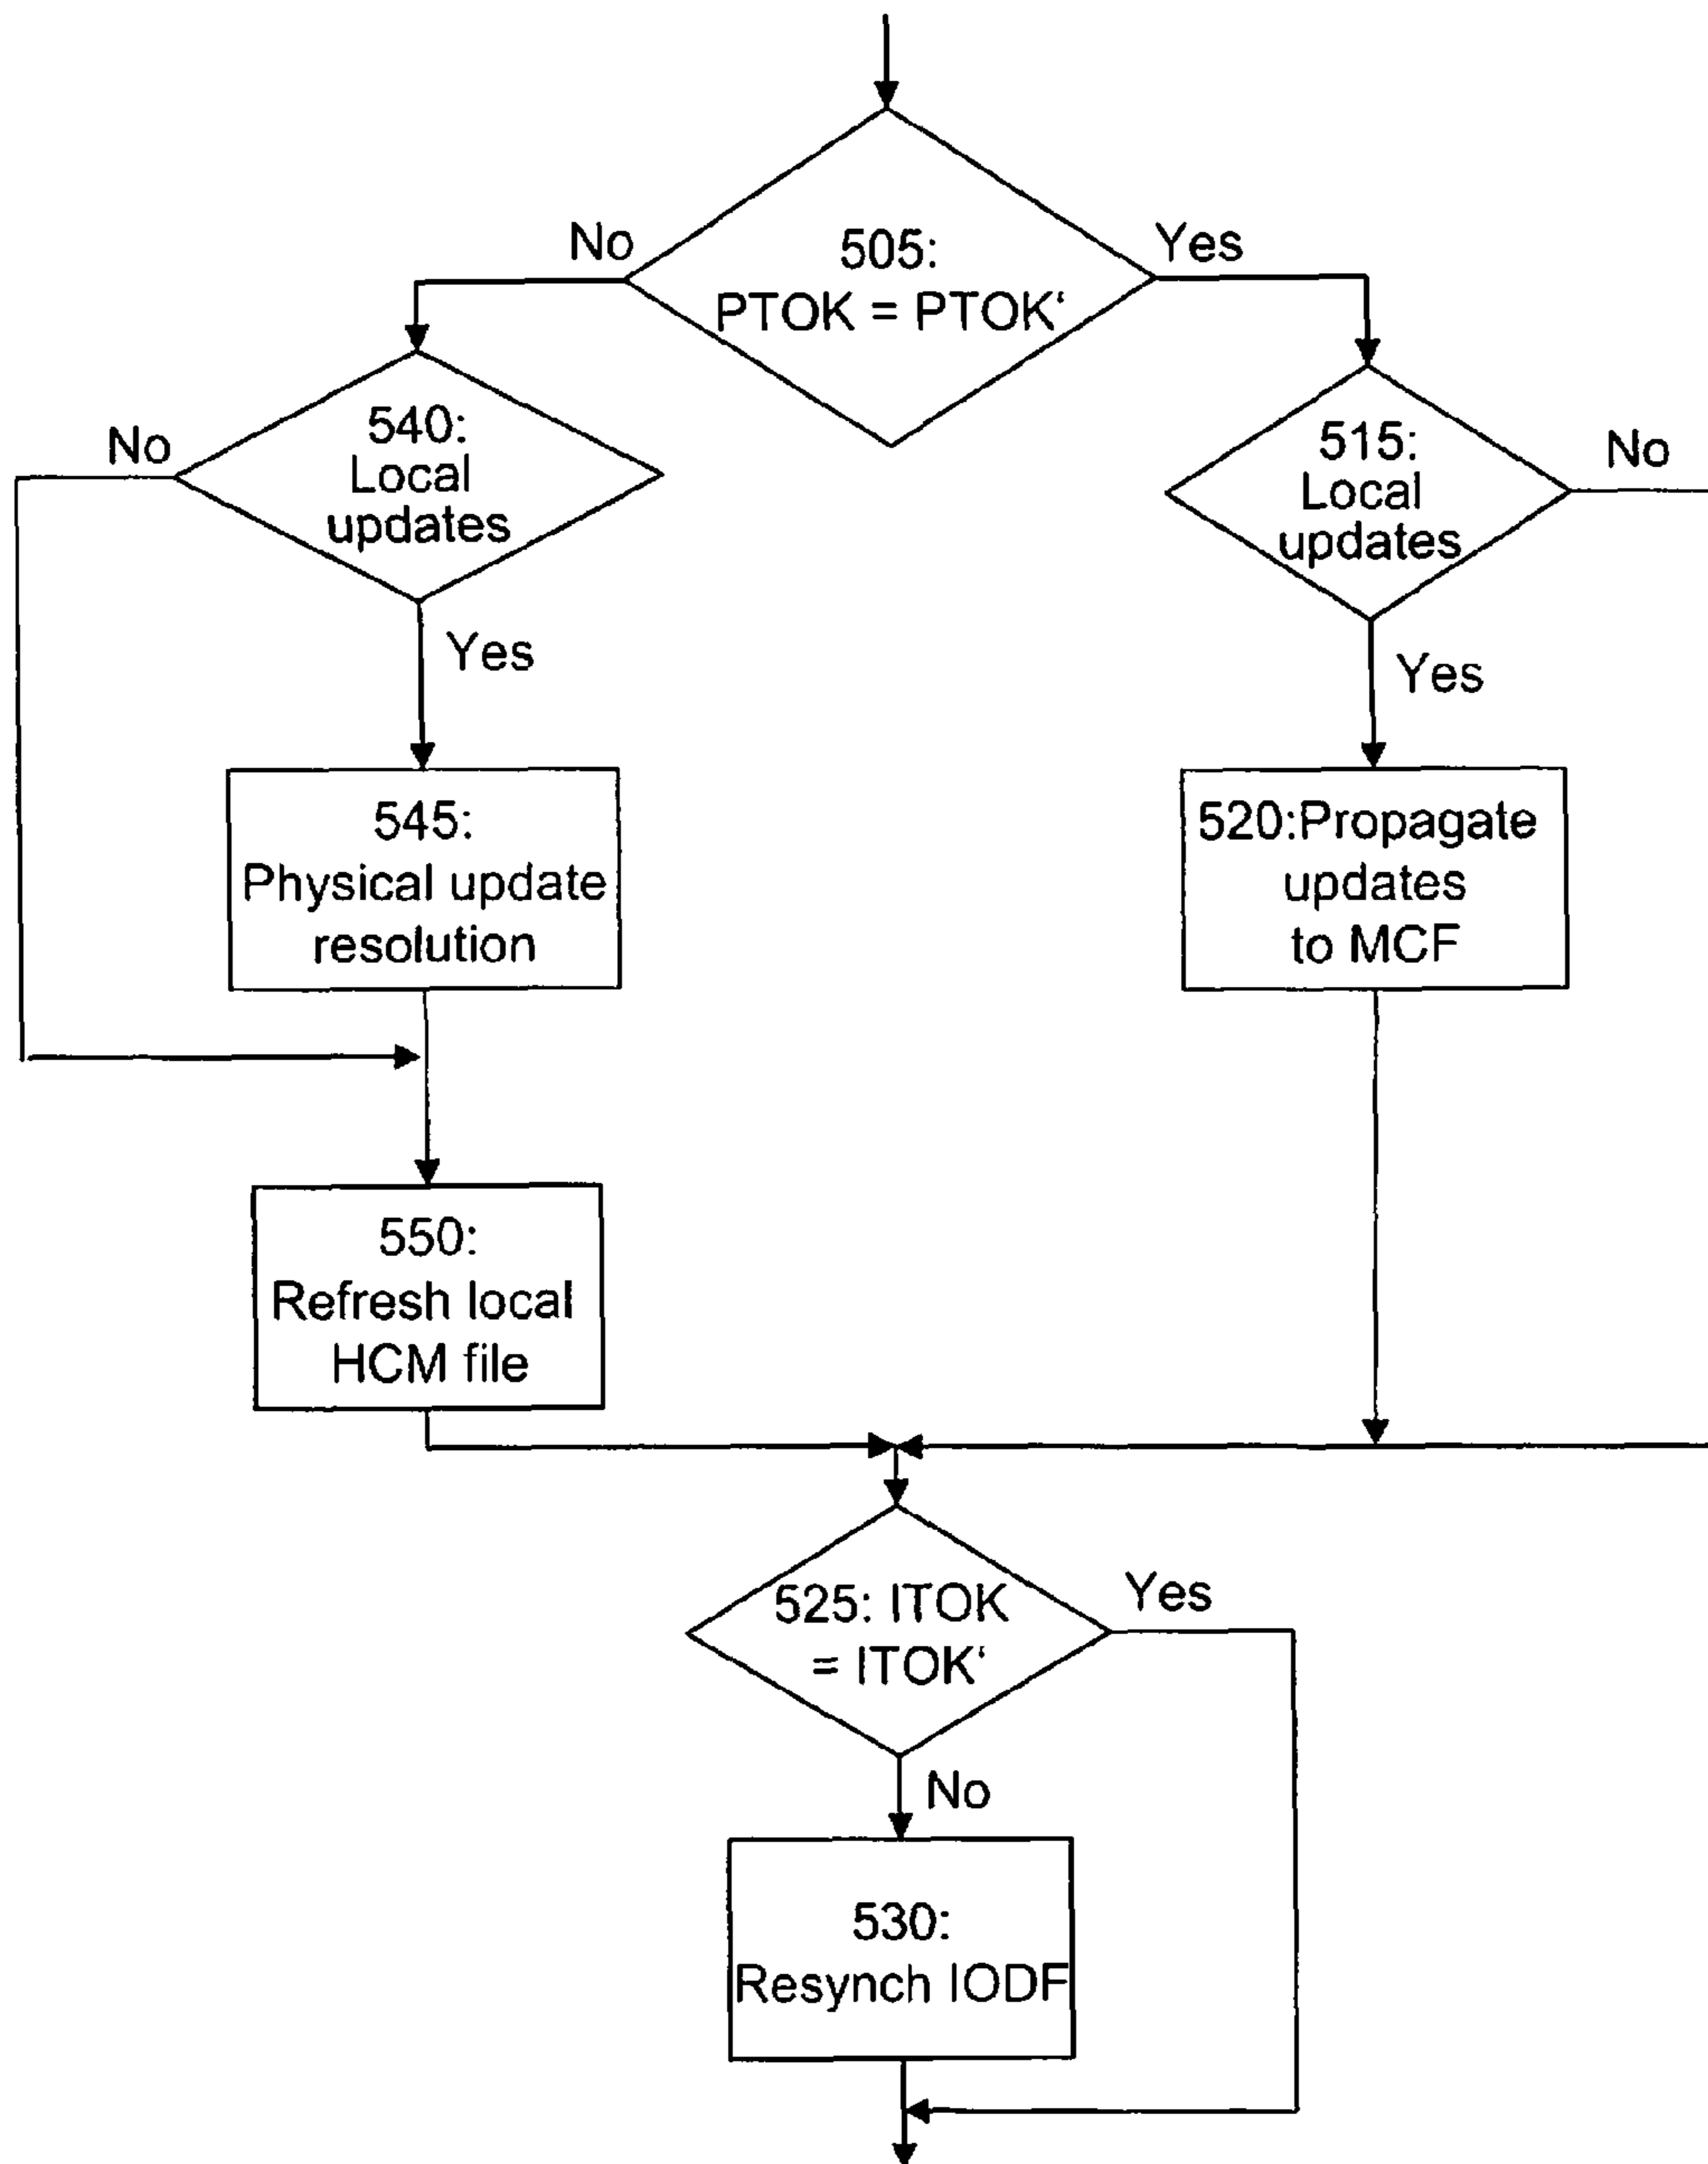 No
505:
PTOK = PTOK‘
Yes
No
540:
Local
updates
515:
Local
updates
No
Yes
Yes
545:
Physical update
resolution
520:Propagate
updates
to MCF
550:
Refresh local
HCM file
525: ITOK
= ITOK‘
Yes
No
530:
Resynch IODF